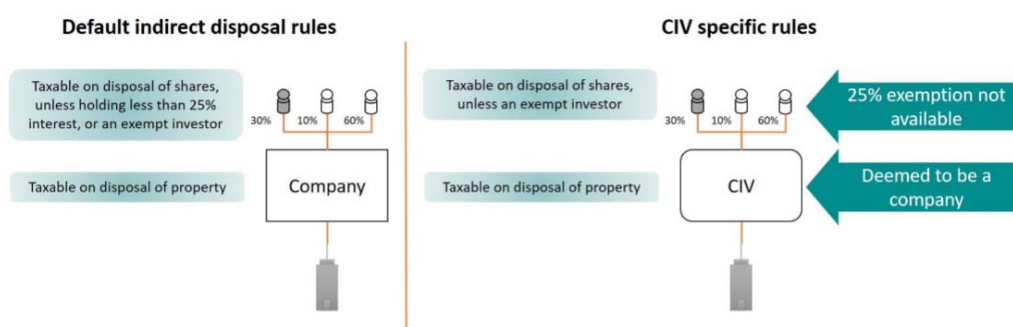 Default indirect disposal rules
Taxable on disposal of shares,
unless holding less than 25%
interest, or an exempt investor
30%
10%
60%
Taxable on disposal of property
Company
CIV specific rules
Taxable on disposal of shares,
unless an exempt investor
30%
10%
60%
25% exemption not
available
Taxable on disposal of property
CIV
Deemed to be a
company